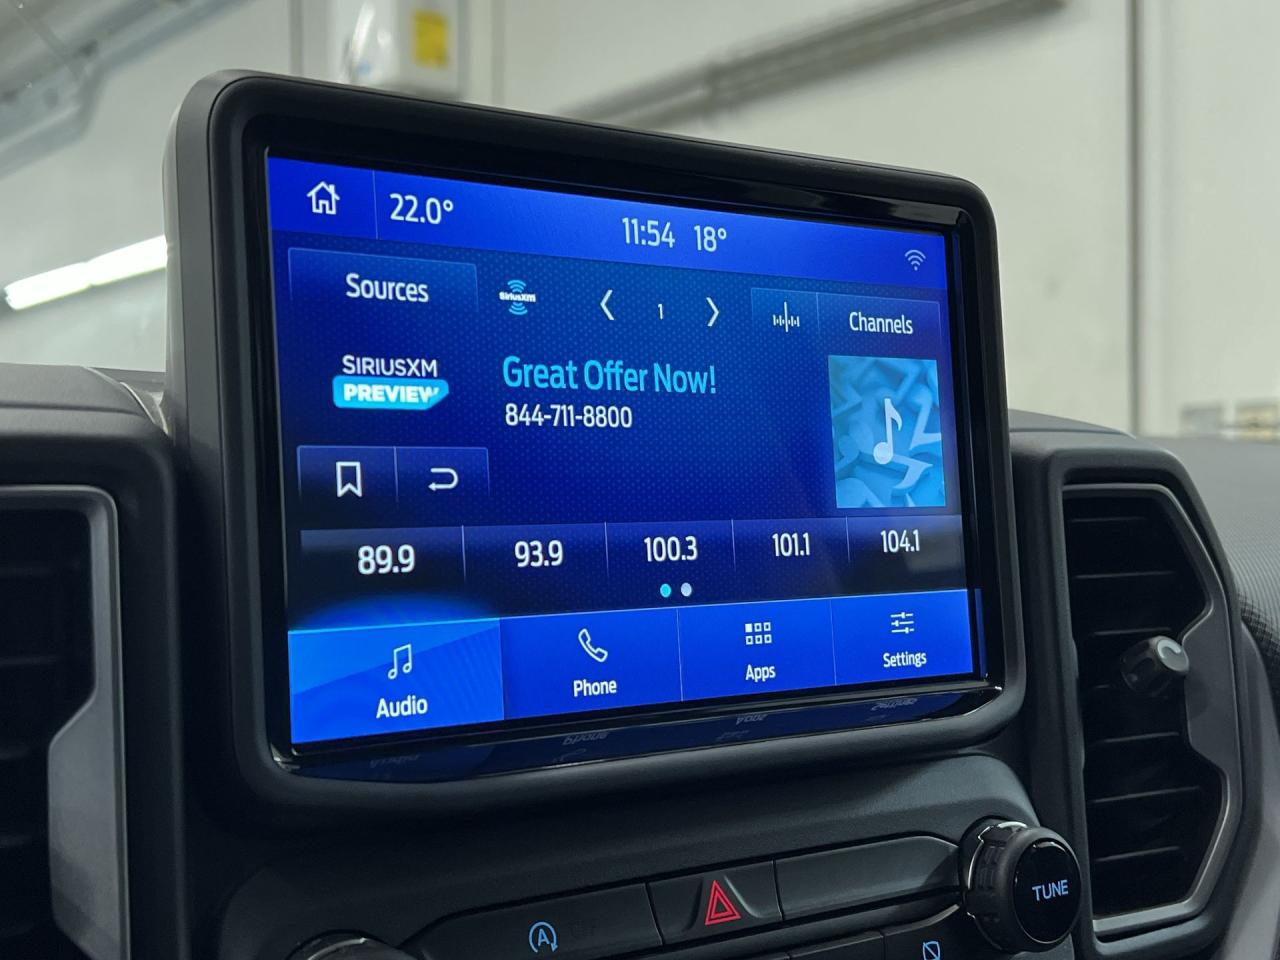 22.0°
11:54 18°
Sources
SiriusXM
1
Channels
SIRIUSXM
PREVIEW
Great Offer Now!
844-711-8800
89.9
93.9
100.3
101.1
104.1
Audio
Phone
Apps
Settings
A
TUNE